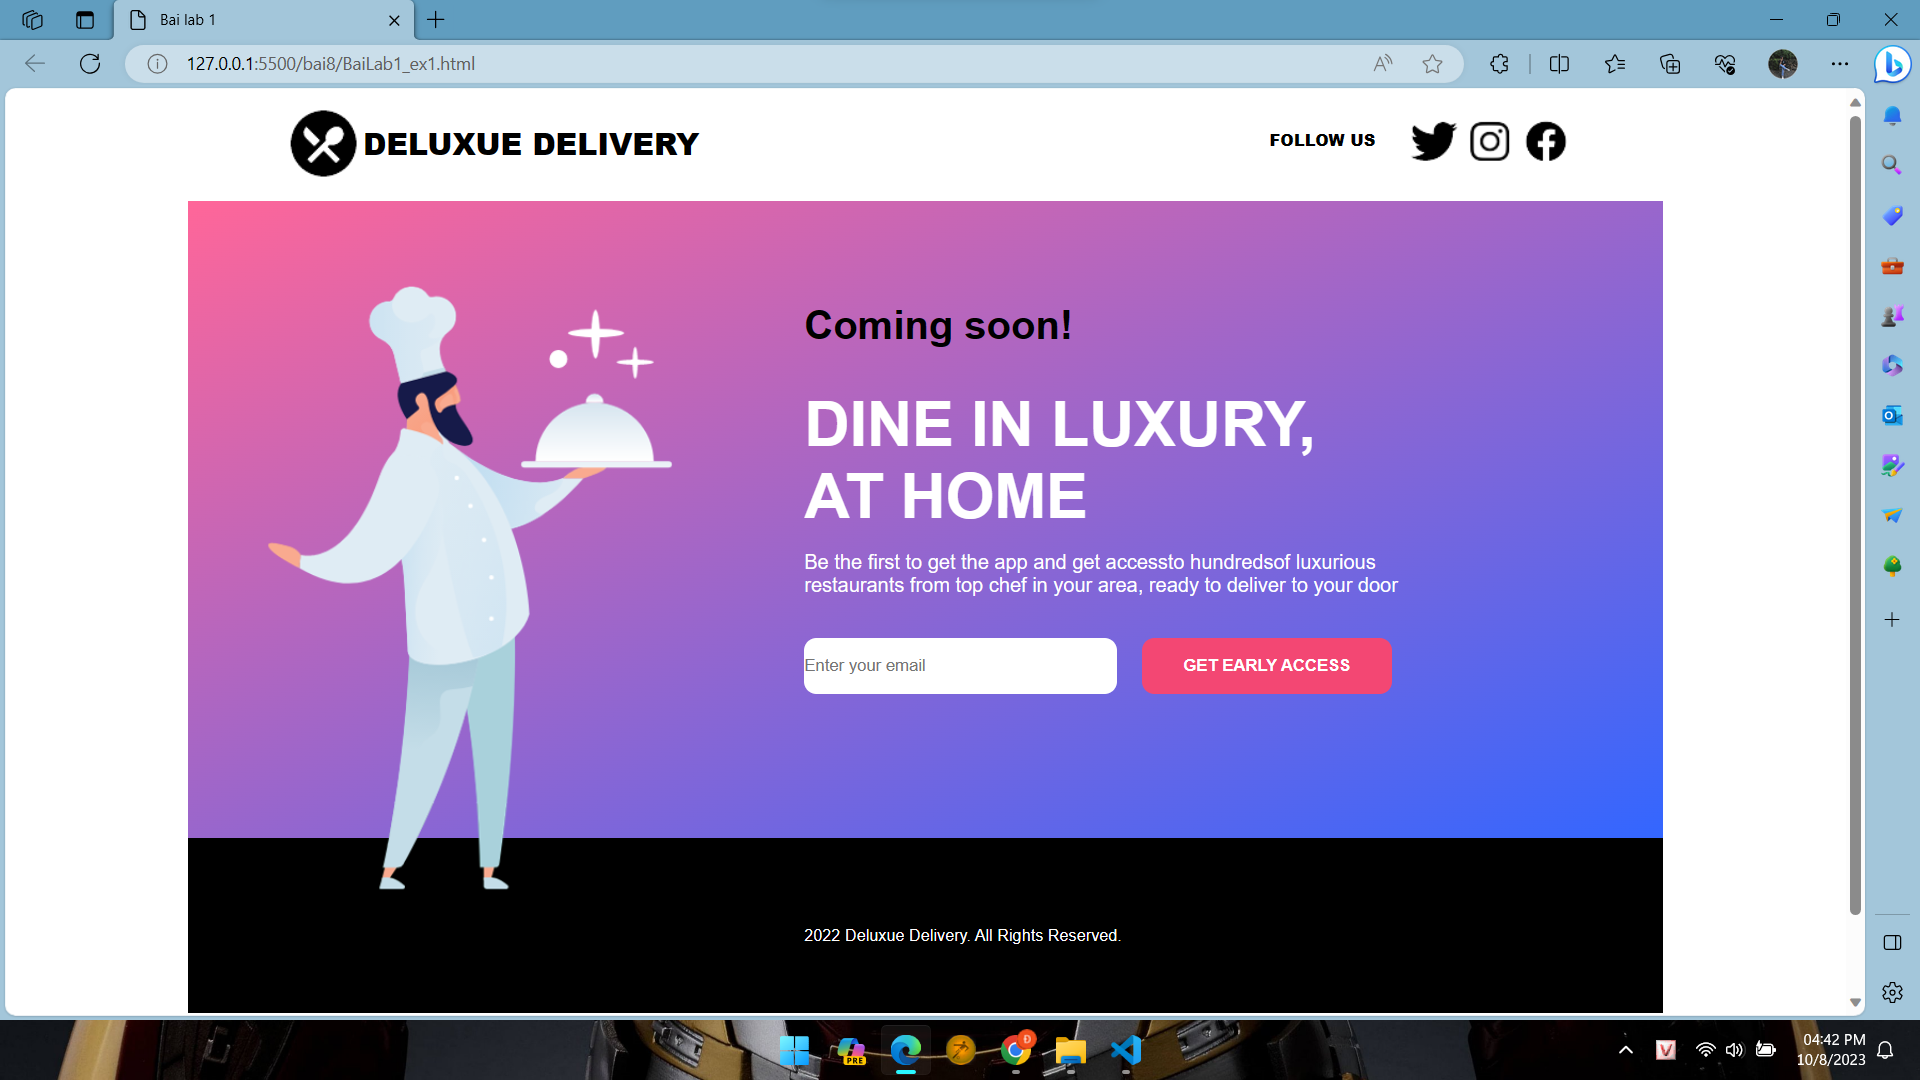 Bai lab 1
127.0.0.1:5500/bai8/BaiLab1_ex1.html
DELUXUE DELIVERY
FOLLOW US
Coming soon!
DINE IN LUXURY,
AT HOME
Be the first to get the app and get accessto hundredsof luxurious
restaurants from top chef in your area, ready to deliver to your door
Enter your email
GET EARLY ACCESS
2022 Deluxue Delivery. All Rights Reserved.
PRE
Đ
V
04:42 PM
10/8/2023